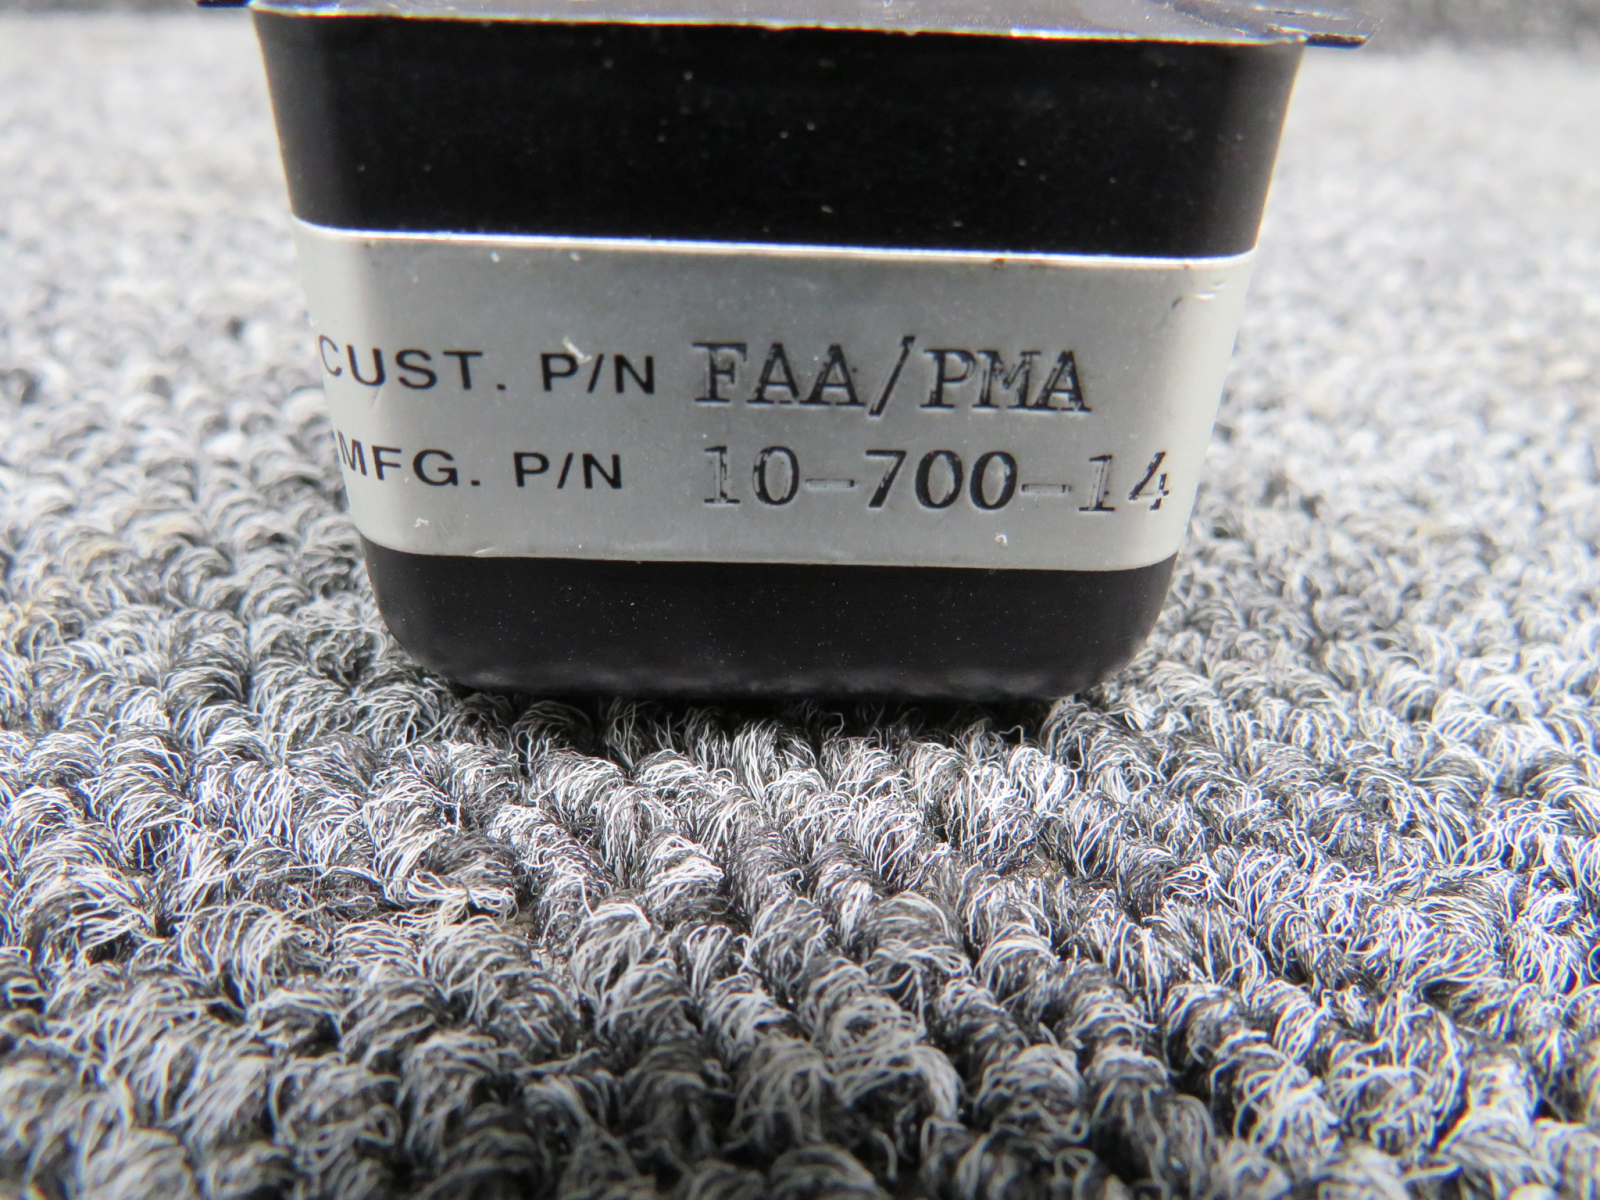 CUST. P/N FAA/PMA
MFG. P/N 10-700-14